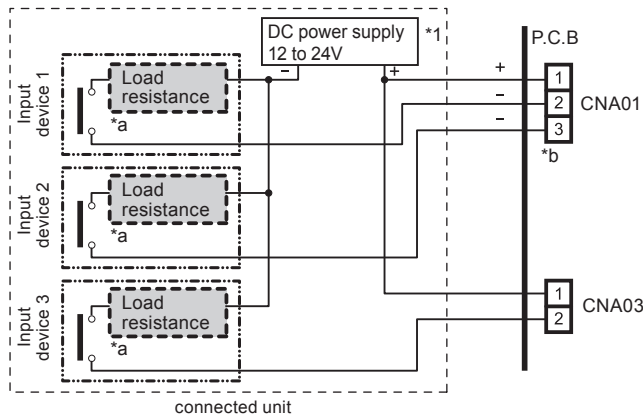 DC power supply *1
12 to 24V
P.C.B
Input device 1
Load
resistance
*a
−
+
+
−
−
1
2
3
CNA01
*b
Input device 2
Load
resistance
*a
Input device 3
Load
resistance
*a
1
2
CNA03
connected unit